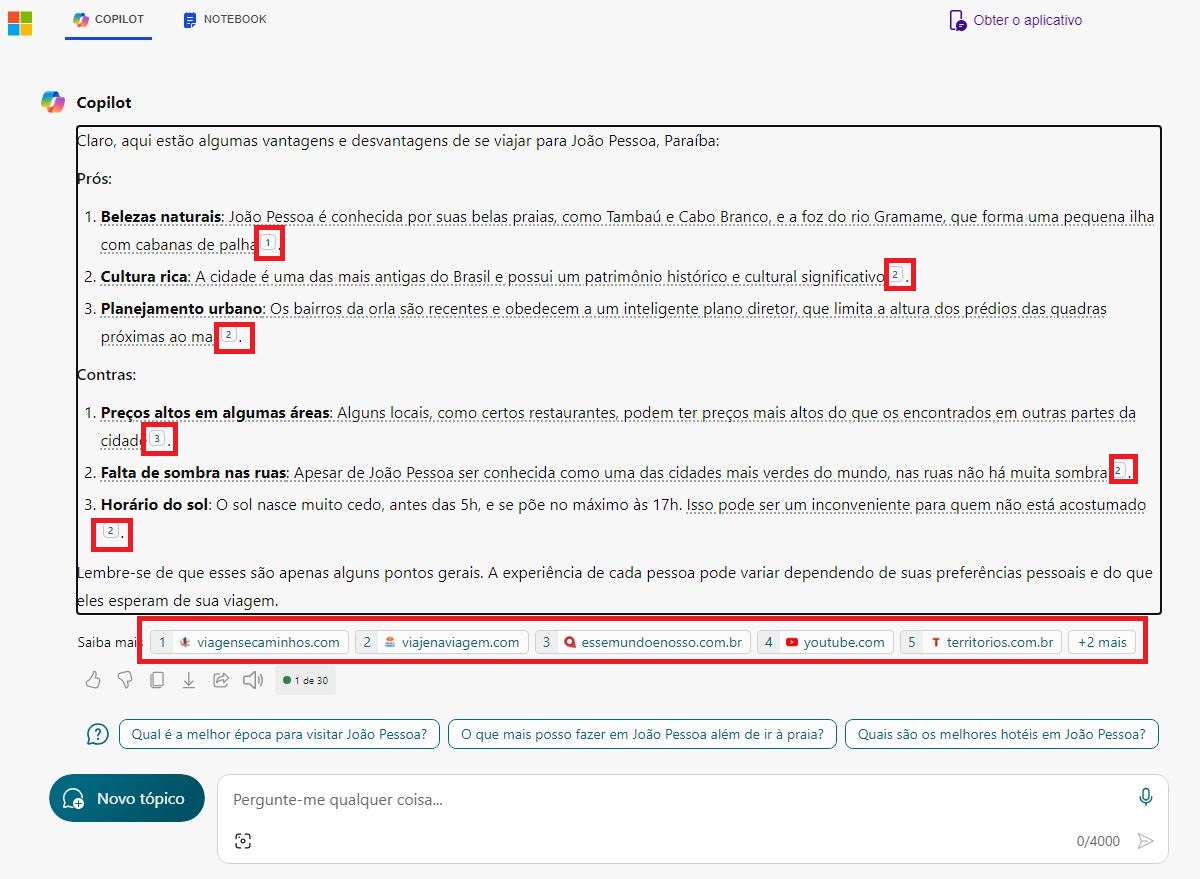 COPILOT
NOTEBOOK
Obter o aplicativo
Copilot
Claro, aqui estão algumas vantagens e desvantagens de se viajar para João Pessoa, Paraíba:
Prós:
1. Belezas naturais: João Pessoa é conhecida por suas belas praias, como Tambaú e Cabo Branco, e a foz do rio Gramame, que forma uma pequena ilha
com cabanas de palha 1 .
2. Cultura rica: A cidade é uma das mais antigas do Brasil e possui um patrimônio histórico e cultural significativo 2 .
3. Planejamento urbano: Os bairros da orla são recentes e obedecem a um inteligente plano diretor, que limita a altura dos prédios das quadras
próximas ao ma 2 .
Contras:
1. Preços altos em algumas áreas: Alguns locais, como certos restaurantes, podem ter preços mais altos do que os encontrados em outras partes da
cidade 3 .
2. Falta de sombra nas ruas: Apesar de João Pessoa ser conhecida como uma das cidades mais verdes do mundo, nas ruas não há muita sombra 2 .
3. Horário do sol: O sol nasce muito cedo, antes das 5h, e se põe no máximo às 17h. Isso pode ser um inconveniente para quem não está acostumado
2 .
Lembre-se de que esses são apenas alguns pontos gerais. A experiência de cada pessoa pode variar dependendo de suas preferências pessoais e do que
eles esperam de sua viagem.
Saiba mais 1 viagensecaminhos.com 2 viajenaviagem.com 3 essemundoenosso.com.br 4 youtube.com 5 territorios.com.br +2 mais
1 de 30
Qual é a melhor época para visitar João Pessoa?
O que mais posso fazer em João Pessoa além de ir à praia?
Quais são os melhores hotéis em João Pessoa?
Novo tópico
Pergunte-me qualquer coisa...
0/4000